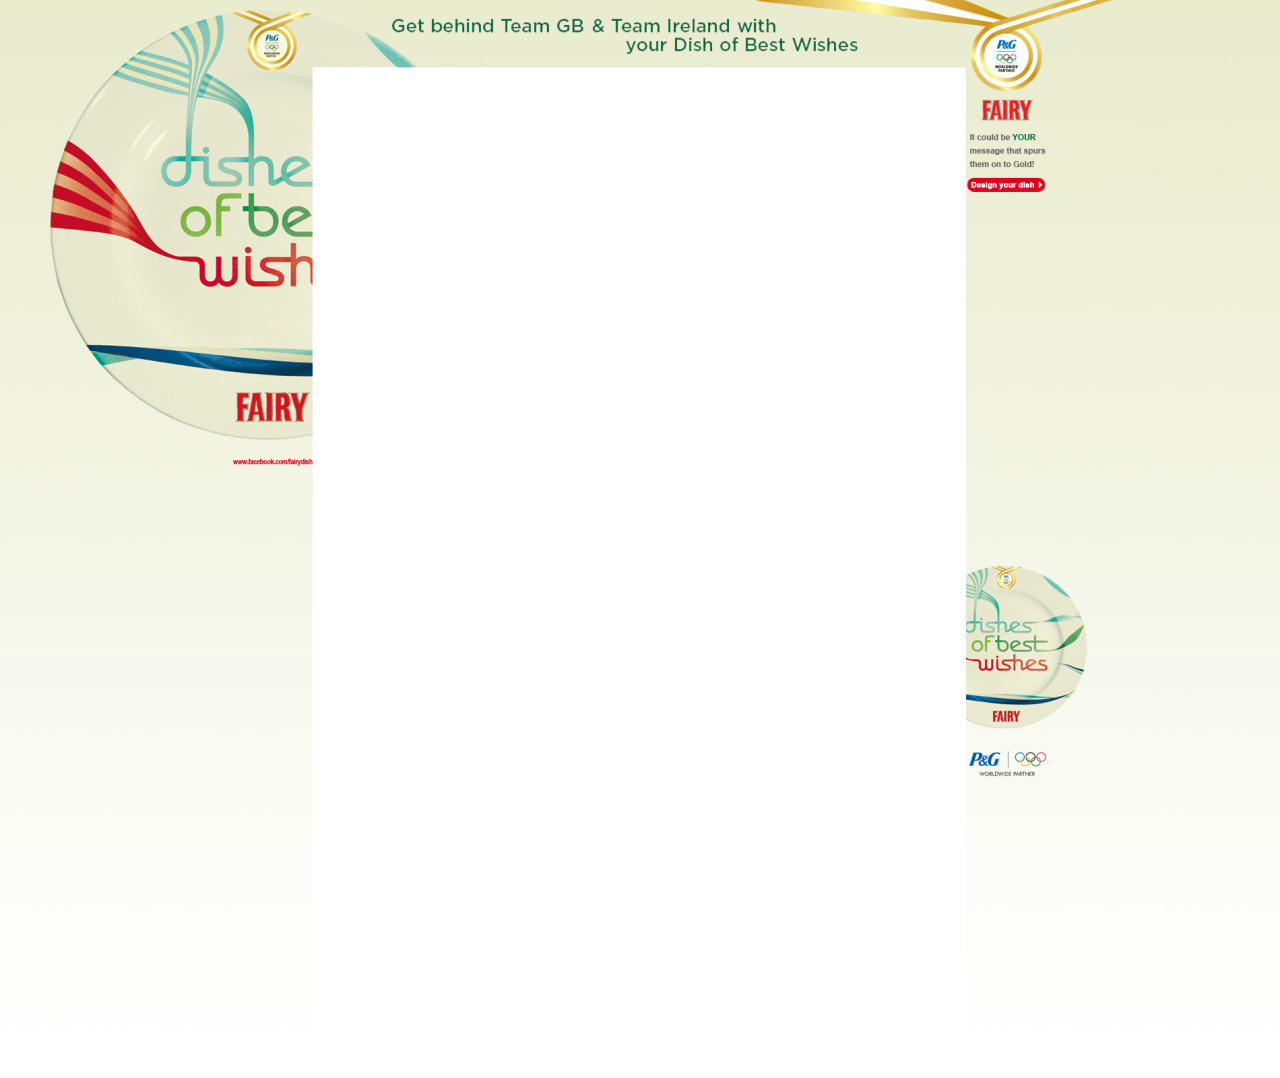 Get behind Team GB & Team Ireland with
your Dish of Best Wishes
P&G
WORLDWIDE
PARTNER
dishe
of be
wish
FAIRY
www.facebook.com/fairydish
P&G
WORLDWIDE
PARTNER
FAIRY
It could be YOUR
message that spurs
them on to Gold!
Design your dish
dishes
of best
wishes
FAIRY
P&G
WORLDWIDE PARTNER